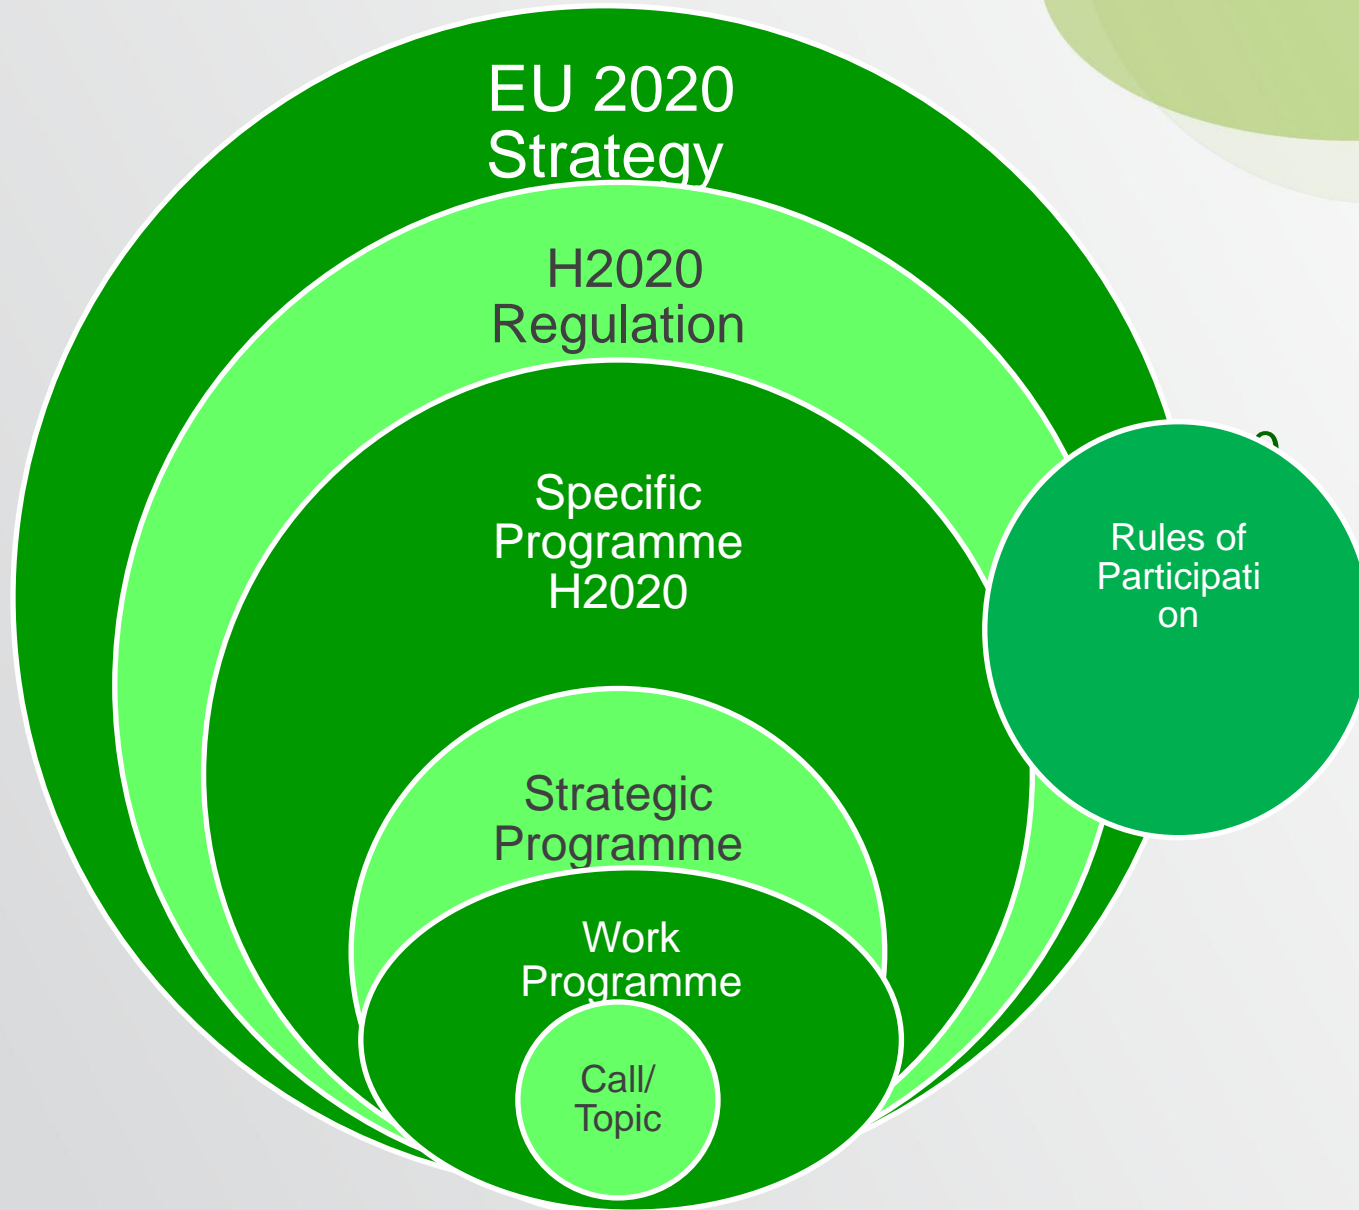 EU 2020
Strategy
H2020
Regulation
Specific
Programme
H2020
Rules of
Participati
on
Strategic
Programme
Work
Programme
Call/
Topic